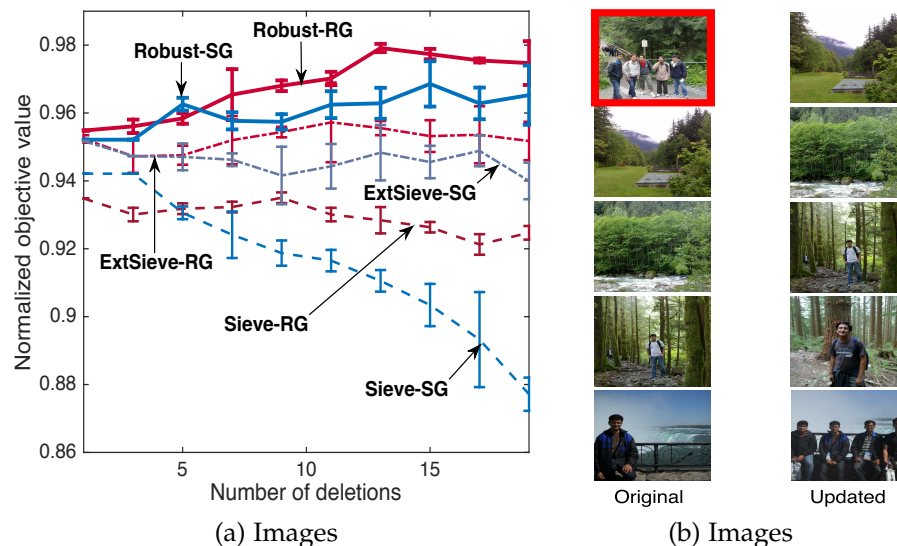 Normalized objective value
0.98
0.96
0.94
0.92
0.9
0.88
0.86
Robust-RG
Robust-SG
ExtSieve-SG
ExtSieve-RG
Sieve-RG
Sieve-SG
5
10
15
Number of deletions
(a) Images
Original
Updated
(b) Images